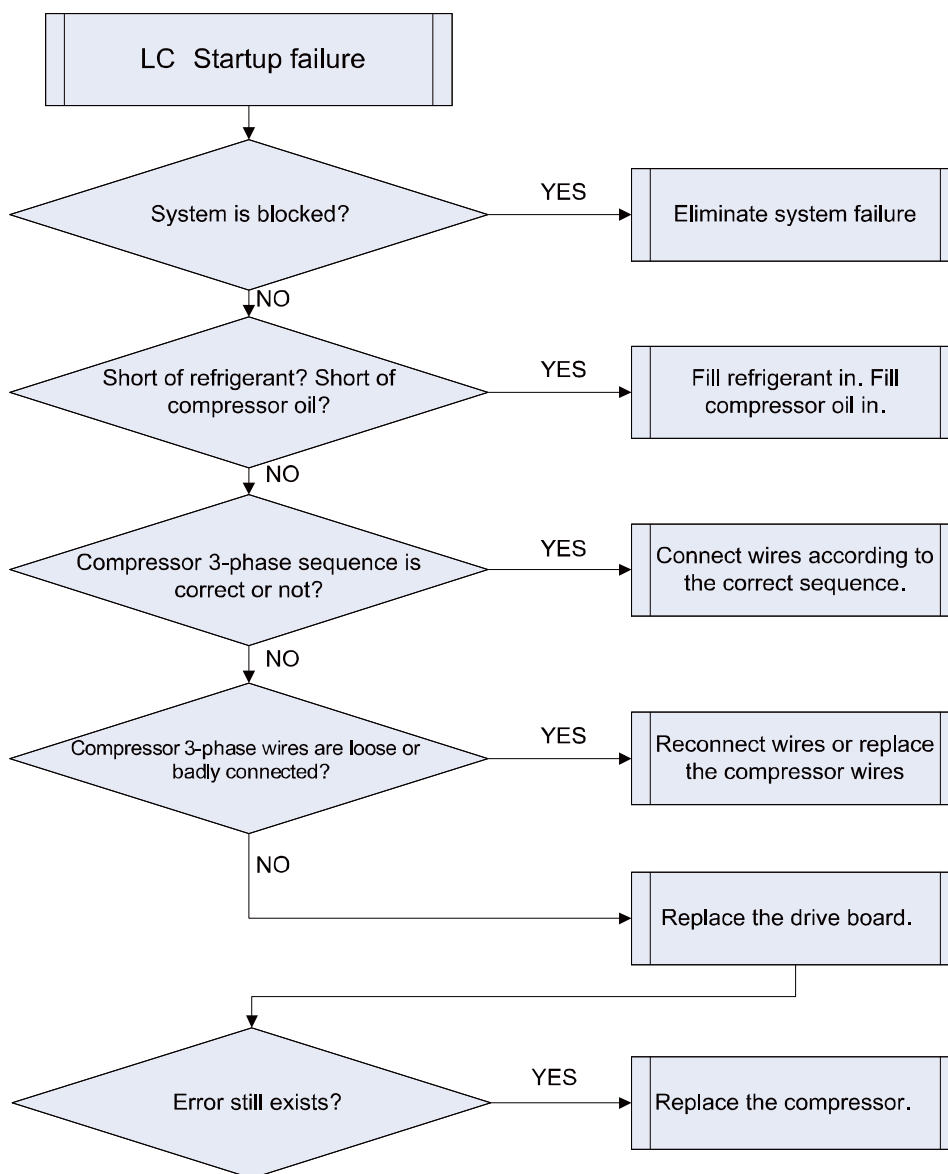 LC Startup failure
System is blocked?
YES
Eliminate system failure
NO
Short of refrigerant? Short of
compressor oil?
YES
Fill refrigerant in. Fill
compressor oil in.
NO
Compressor 3-phase sequence is
correct or not?
YES
Connect wires according to
the correct sequence.
NO
Compressor 3-phase wires are loose or
badly connected?
YES
Reconnect wires or replace
the compressor wires
NO
Replace the drive board.
Error still exists?
YES
Replace the compressor.